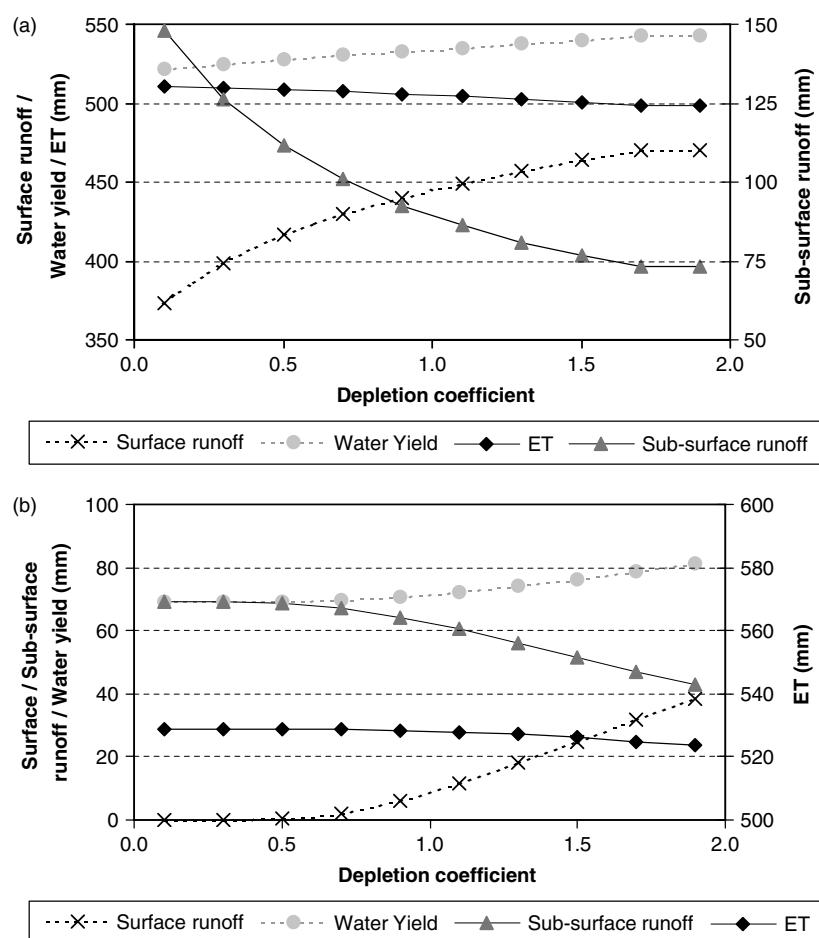 (a)
Surface runoff /
Water yield / ET (mm)
550
500
450
400
350
150
125
100
75
50
Sub-surface runoff (mm)
0.0 0.5 1.0 1.5 2.0
Depletion coefficient
Surface runoff Water Yield ET Sub-surface runoff
(b)
Surface / Sub-surface
runoff / Water yield (mm)
100
80
60
40
20
0
600
580
560
540
520
500
ET (mm)
0.0 0.5 1.0 1.5 2.0
Depletion coefficient
Surface runoff Water Yield Sub-surface runoff ET